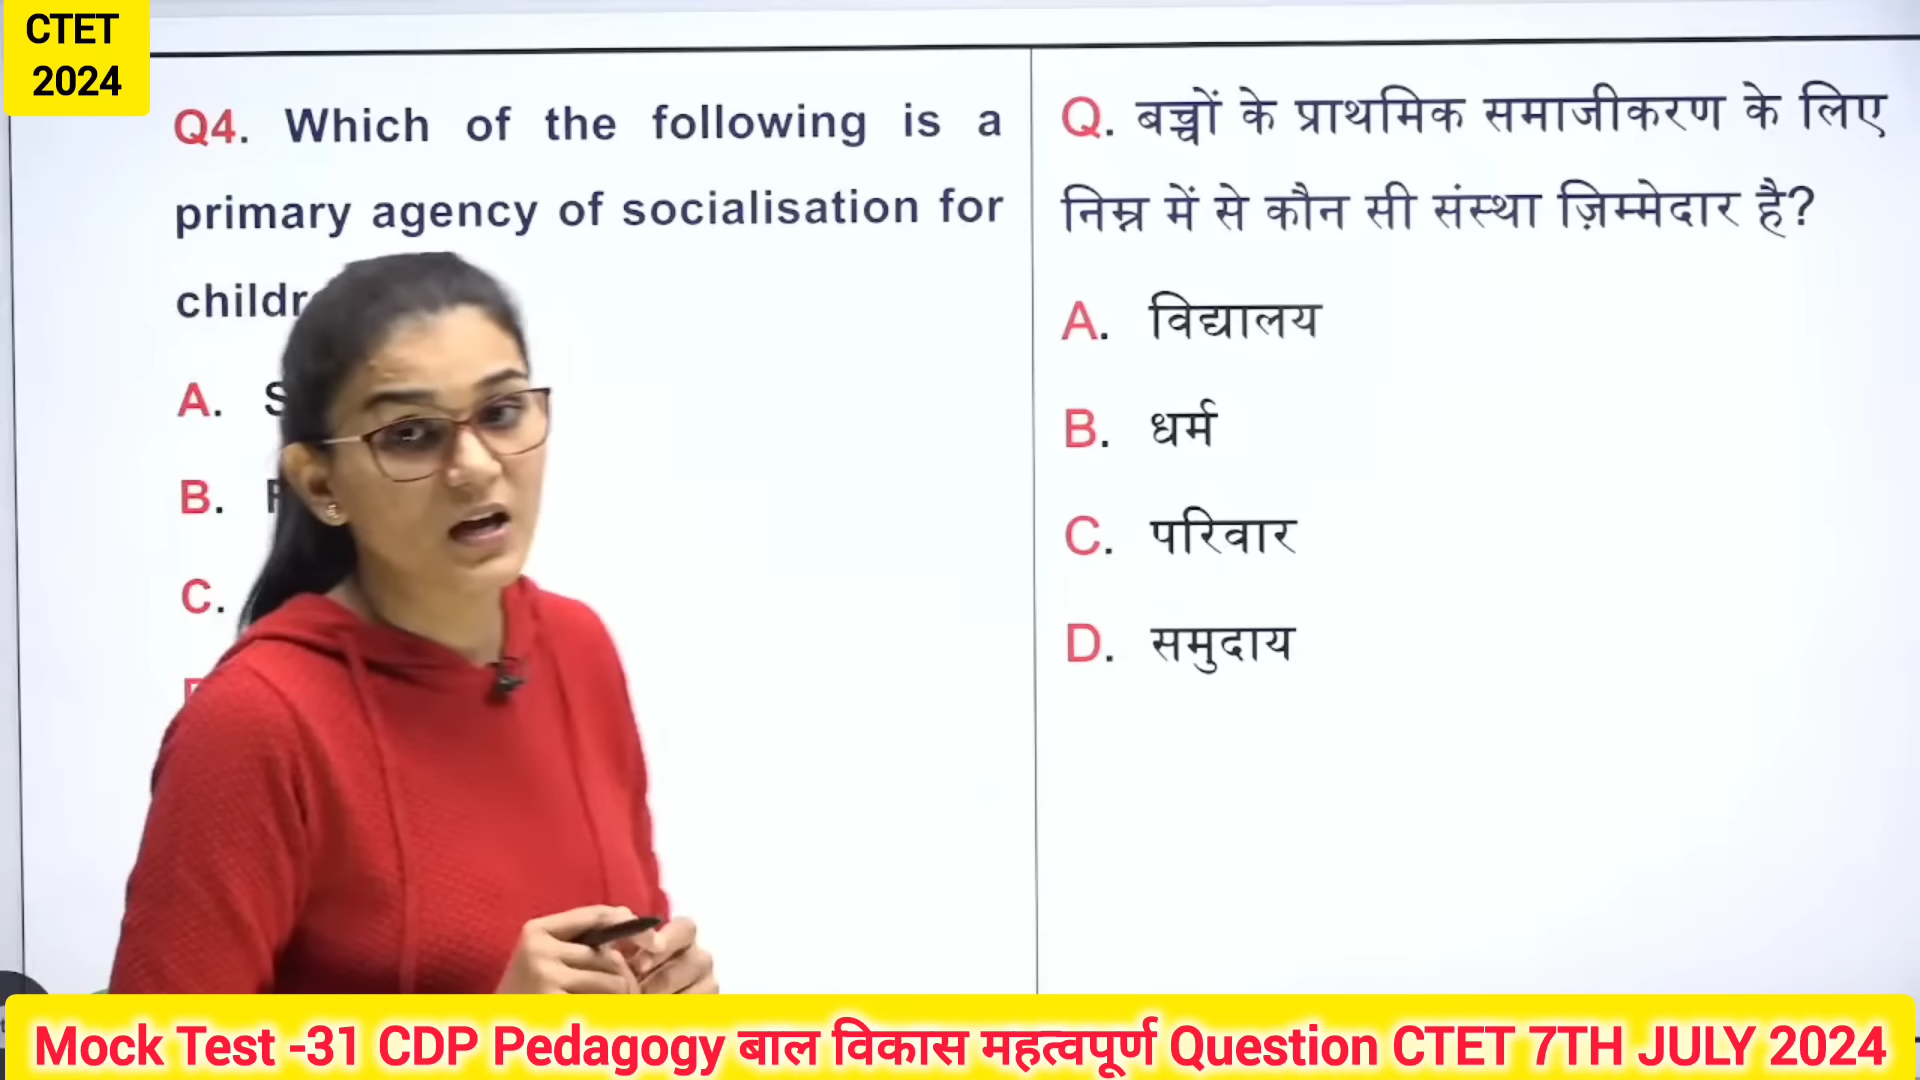 CTET
2024
Q4. Which of the following is a
primary agency of socialisation for
A.
B.
C.
Q. बच्चों के प्राथमिक समाजीकरण के लिए
निम्न में से कौन सी संस्था ज़िम्मेदार है?
A. विद्यालय
B. धर्म
C. परिवार
D. समुदाय
Mock Test -31 CDP Pedagogy बाल विकास महत्वपूर्ण Question CTET 7TH JULY 2024